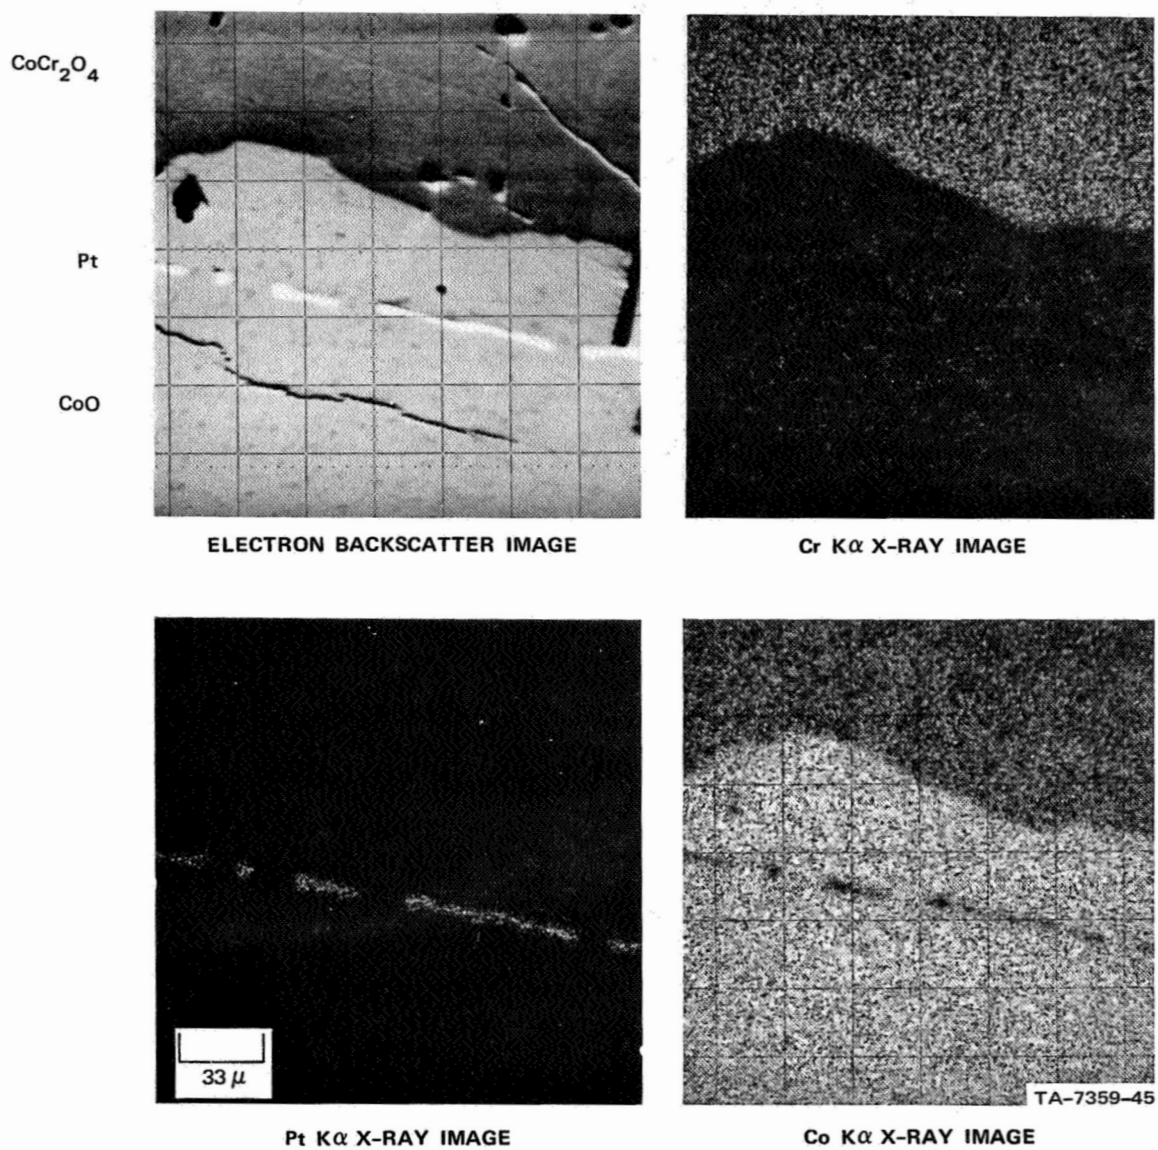 CoCr2O4
Pt
CoO
ELECTRON BACKSCATTER IMAGE
Cr Kα X-RAY IMAGE
33 μ
TA-7359-45
Pt Kα X-RAY IMAGE
Co Kα X-RAY IMAGE